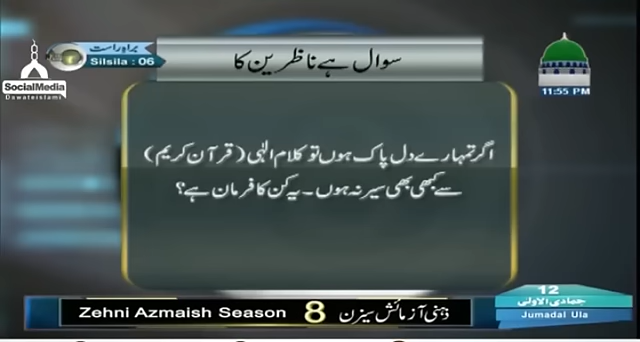 براہِ راست
Silsila : 06
SocialMedia
Dawateislami
سوال ہے ناظرین کا
11:55 PM
اگر تمہارے دل پاک ہوں تو کلام الٰہی (قرآن کریم)
سے کبھی بھی سیر نہ ہوں۔ یہ کن کا فرمان ہے؟
12
جمادی الاولیٰ
Jumadal Ula
Zehni Azmaish Season 8 ذہنی آزمائش سیزن